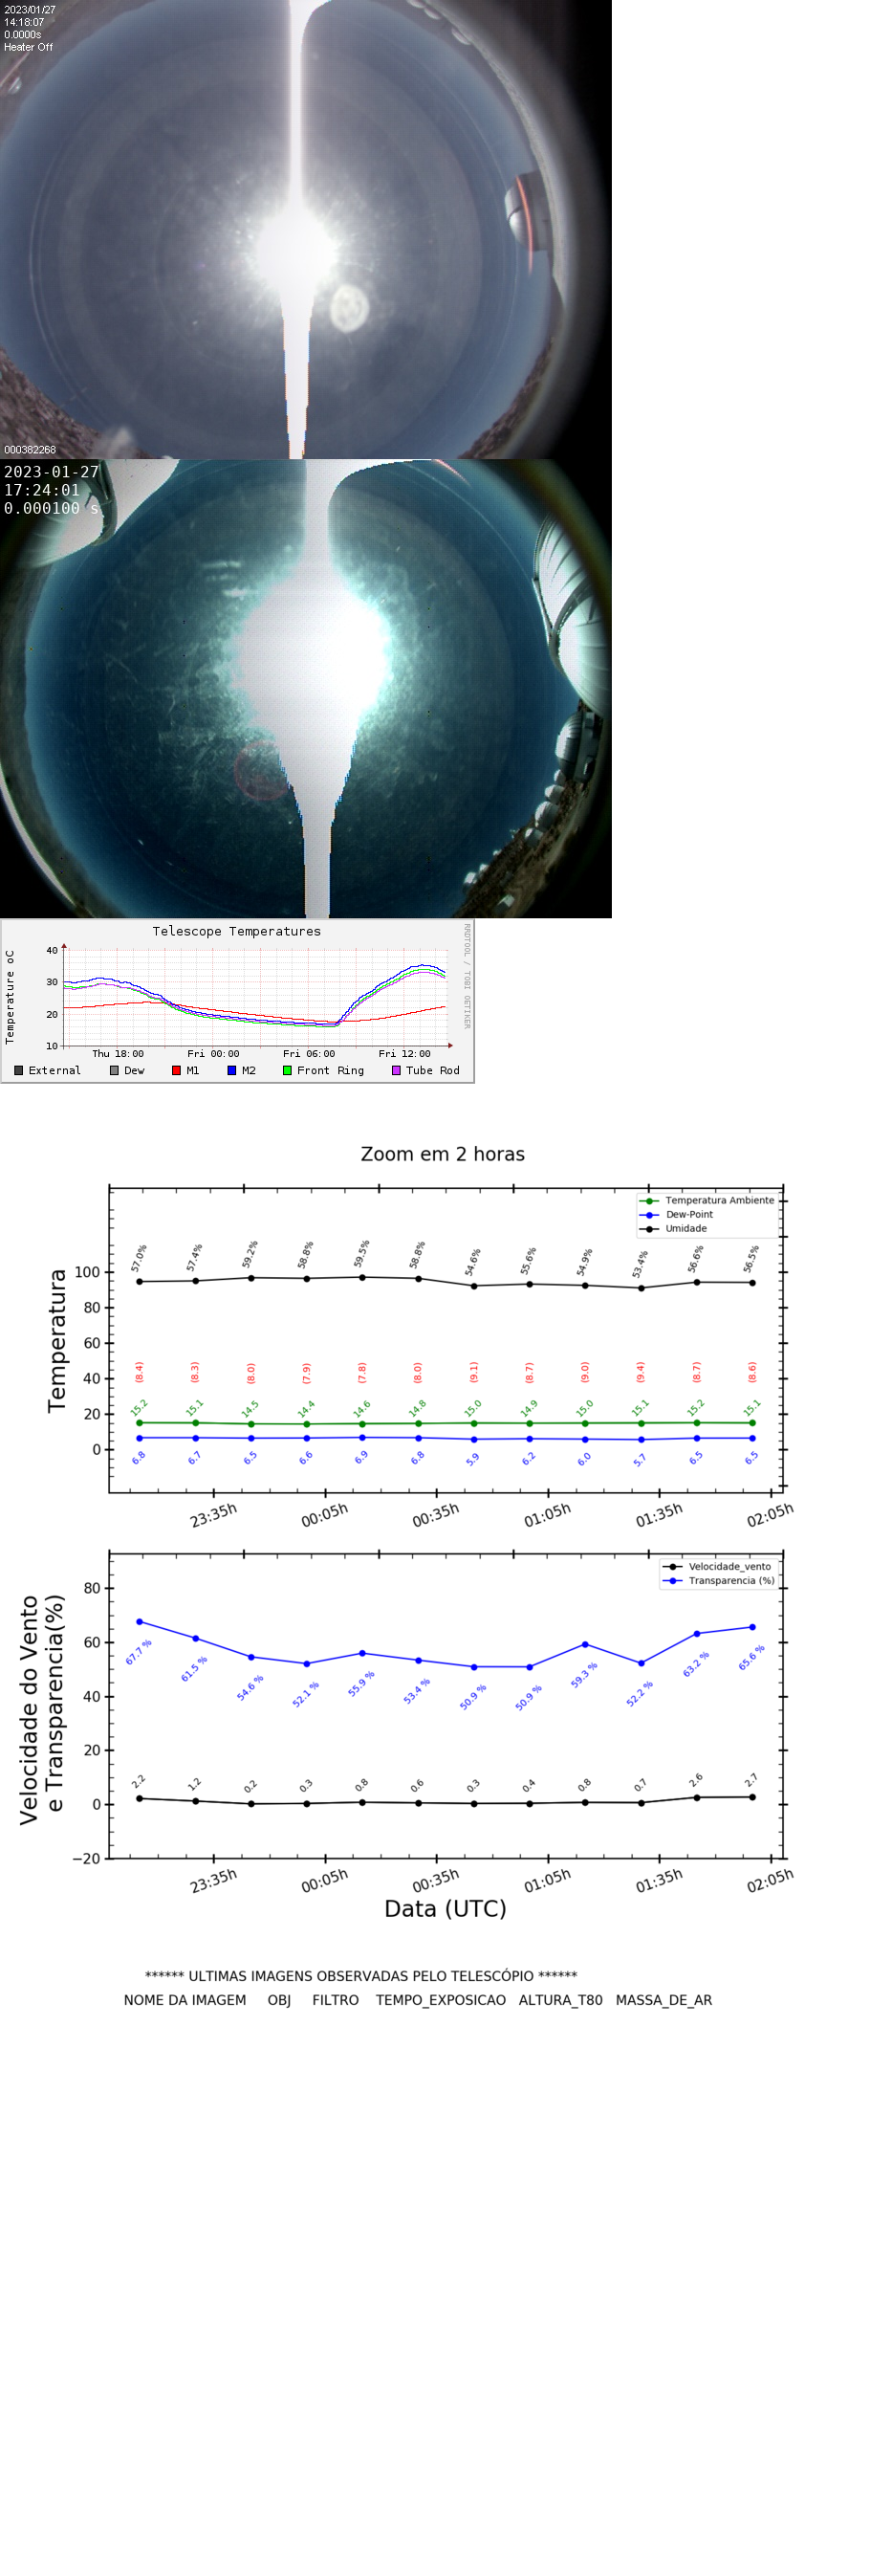 2023/01/27
14:18:07
0.0000s
Heater Off
000382268
2023-01-27
17:24:01
0.000100 s
Telescope Temperatures
RRDTOOL / TOBI OETIKER
Temperature oC
40
30
20
10
Thu 18:00 Fri 00:00 Fri 06:00 Fri 12:00
External Dew M1 M2 Front Ring Tube Rod
Zoom em 2 horas
Temperatura Ambiente
Dew-Point
Umidade
Temperatura
100
80
60
40
20
0
57.0% 57.4% 59.2% 58.8% 59.5% 58.8% 54.6% 55.6% 54.9% 53.4% 56.6% 56.5%
(8.4) (8.3) (8.0) (7.9) (7.8) (8.0) (9.1) (8.7) (9.0) (9.4) (8.7) (8.6)
15.2 15.1 14.5 14.4 14.6 14.8 15.0 14.9 15.0 15.1 15.2 15.1
6.8 6.7 6.5 6.6 6.9 6.8 5.9 6.2 6.0 5.7 6.5 6.5
23:35h 00:05h 00:35h 01:05h 01:35h 02:05h
Velocidade_vento
Transparencia (%)
Velocidade do Vento
e Transparencia(%)
80
60
40
20
0
−20
67.7 % 61.5 % 54.6 % 52.1 % 55.9 % 53.4 % 50.9 % 50.9 % 59.3 % 52.2 % 63.2 % 65.6 %
2.2 1.2 0.2 0.3 0.8 0.6 0.3 0.4 0.8 0.7 2.6 2.7
23:35h 00:05h 00:35h 01:05h 01:35h 02:05h
Data (UTC)
****** ULTIMAS IMAGENS OBSERVADAS PELO TELESCÓPIO ******
NOME DA IMAGEM OBJ FILTRO TEMPO_EXPOSICAO ALTURA_T80 MASSA_DE_AR